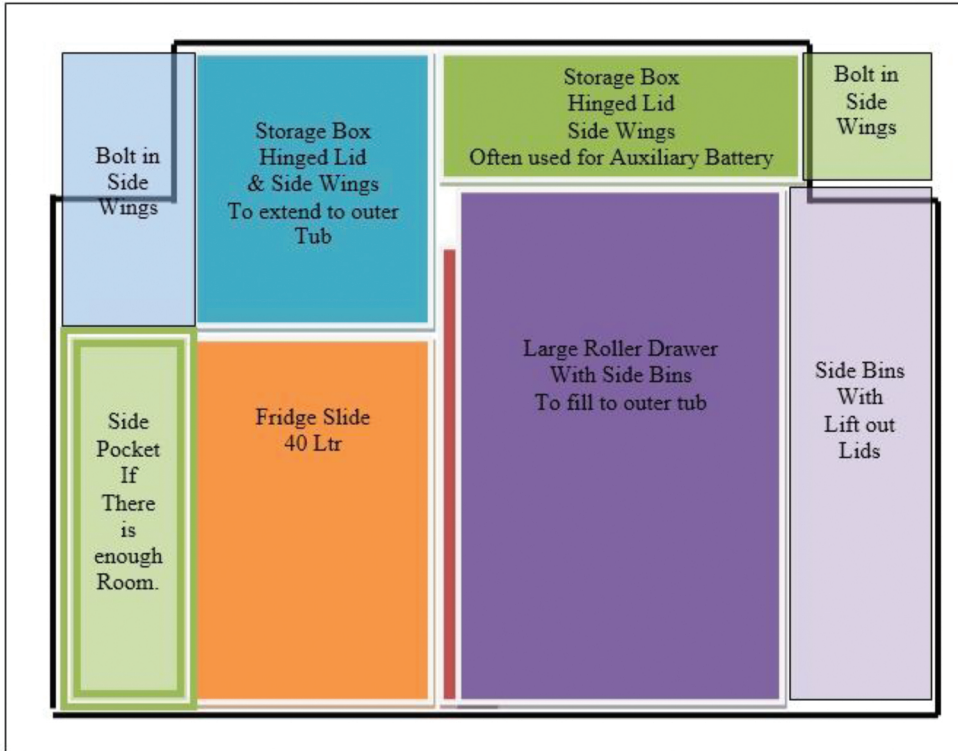 Bolt in
Side
Wings
Storage Box
Hinged Lid
& Side Wings
To extend to outer
Tub
Storage Box
Hinged Lid
Side Wings
Often used for Auxiliary Battery
Bolt in
Side
Wings
Side
Pocket
If
There
is
enough
Room.
Fridge Slide
40 Ltr
Large Roller Drawer
With Side Bins
To fill to outer tub
Side Bins
With
Lift out
Lids